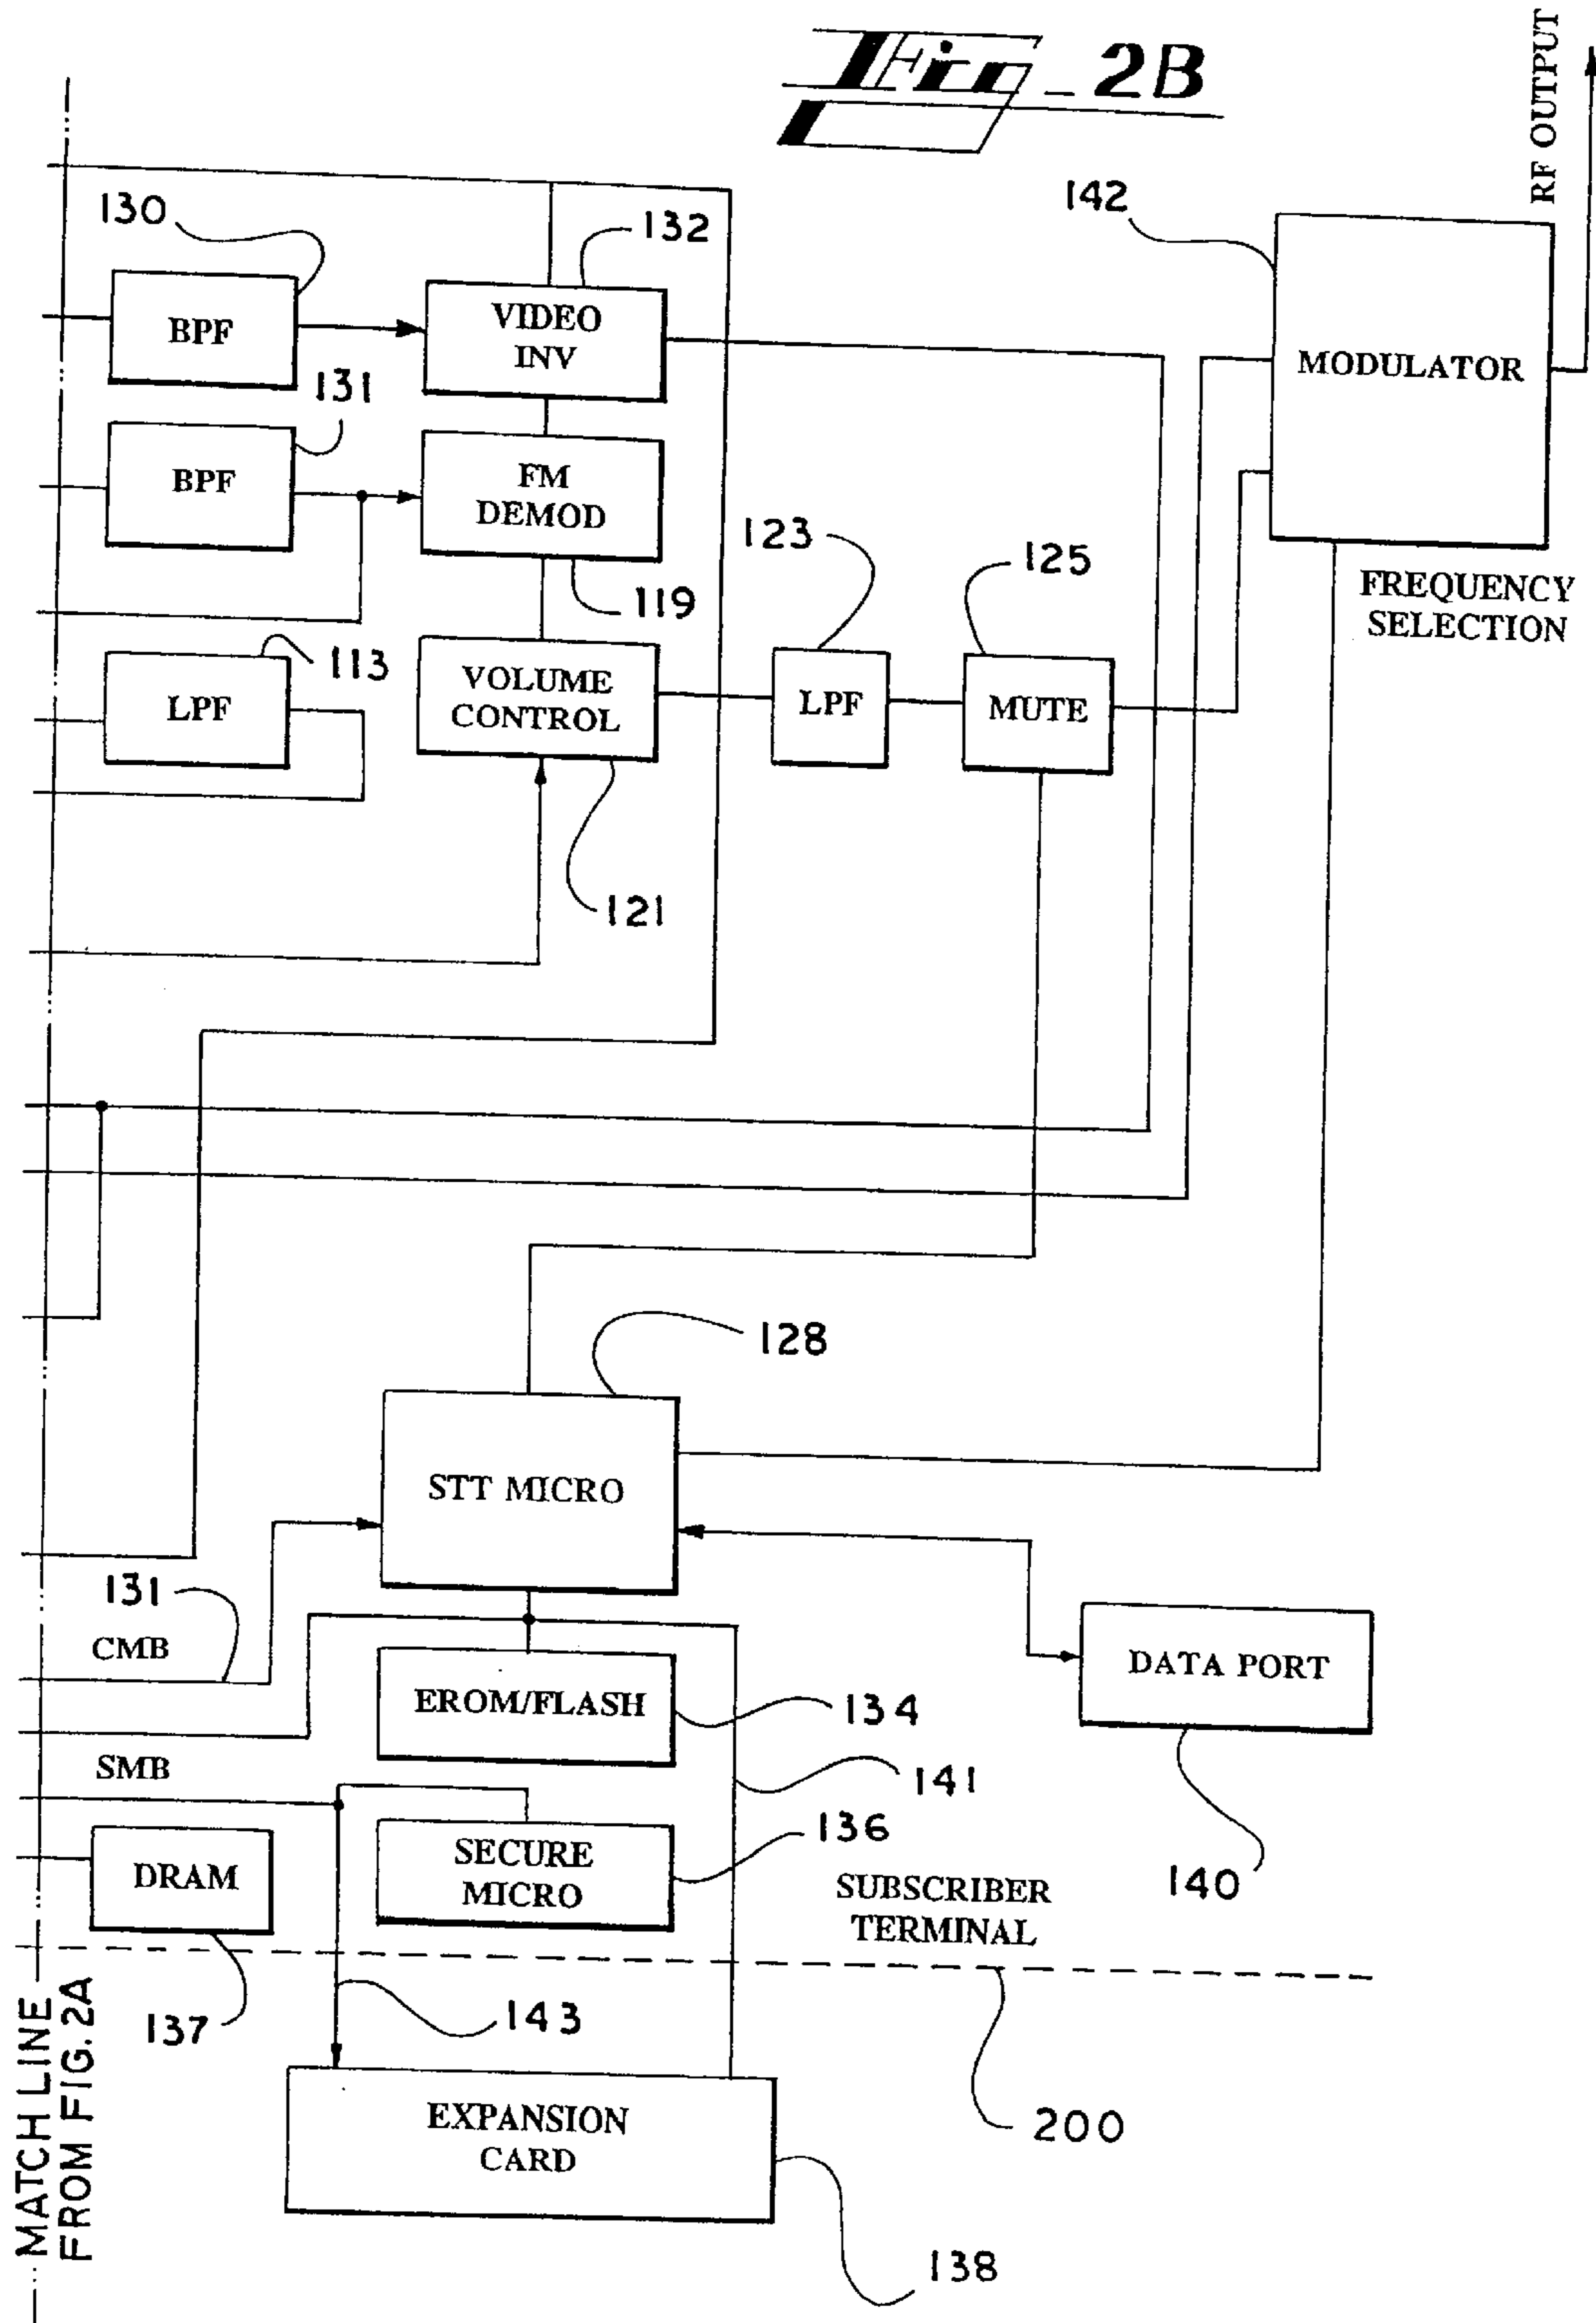 Fig_2B
RF OUTPUT
130
132
142
BPF
VIDEO
INV
MODULATOR
131
BPF
FM
DEMOD
123
125
119
FREQUENCY
SELECTION
113
LPF
VOLUME
CONTROL
LPF
MUTE
121
128
STT MICRO
131
CMB
DATA PORT
EROM/FLASH
134
SMB
141
136
SECURE
MICRO
DRAM
SUBSCRIBER
TERMINAL
140
137
143
200
EXPANSION
CARD
138
MATCH LINE
FROM FIG. 2A